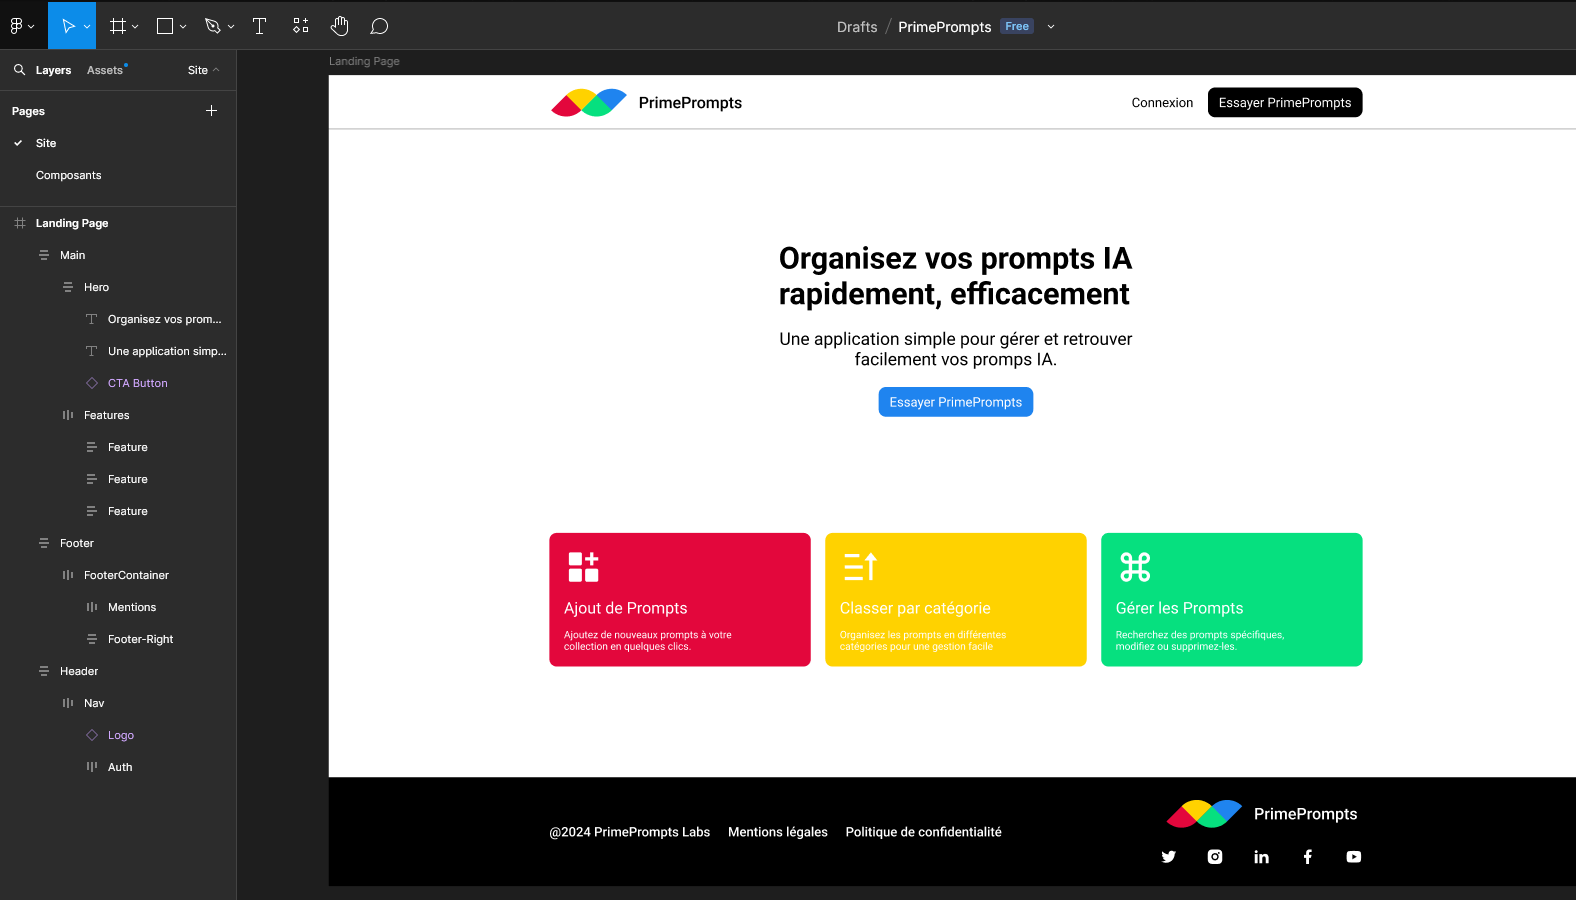 Drafts / PrimePrompts Free
Layers Assets Site
Pages
Site
Composants
Landing Page
Main
Hero
Organisez vos prom...
Une application simp...
CTA Button
Features
Feature
Feature
Feature
Footer
FooterContainer
Mentions
Footer-Right
Header
Nav
Logo
Auth
Landing Page
PrimePrompts
Connexion
Essayer PrimePrompts
Organisez vos prompts IA
rapidement, efficacement
Une application simple pour gérer et retrouver
facilement vos promps IA.
Essayer PrimePrompts
Ajout de Prompts
Ajoutez de nouveaux prompts à votre
collection en quelques clics.
Classer par catégorie
Organisez les prompts en différentes
catégories pour une gestion facile
Gérer les Prompts
Recherchez des prompts spécifiques,
modifiez ou supprimez-les.
@2024 PrimePrompts Labs
Mentions légales
Politique de confidentialité
PrimePrompts